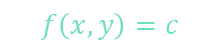 f(x, y) = c